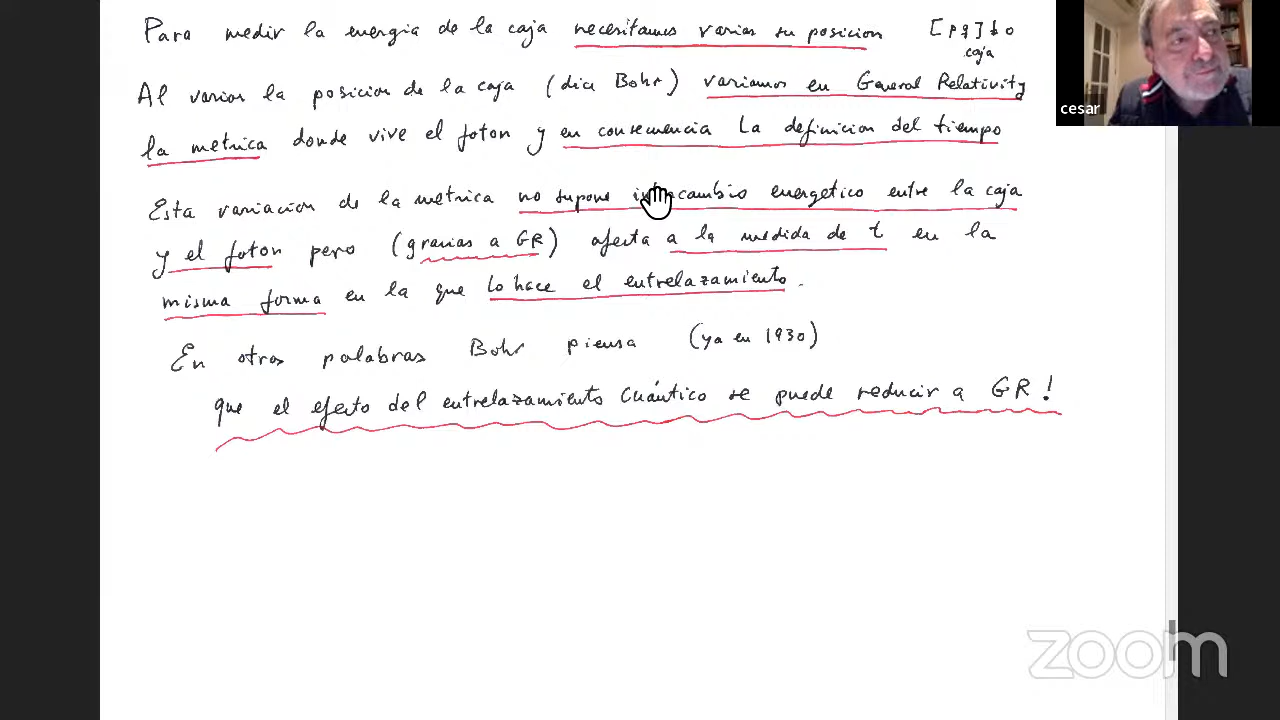 Para medir la energia de la caja necesitamos variar su posicion [pq]≠0
caja
Al variar la posicion de la caja (dice Bohr) variamos en General Relativity
la metrica donde vive el foton y en consecuencia la definicion del tiempo
Esta variacion de la metrica no supone intercambio energetico entre la caja
y el foton pero (gracias a GR) afecta a la medida de t en la
misma forma en la que lo hace el entrelazamiento.
En otras palabras Bohr piensa (ya en 1930)
que el efecto del entrelazamiento cuántico se puede reducir a GR!
cesar
zoom